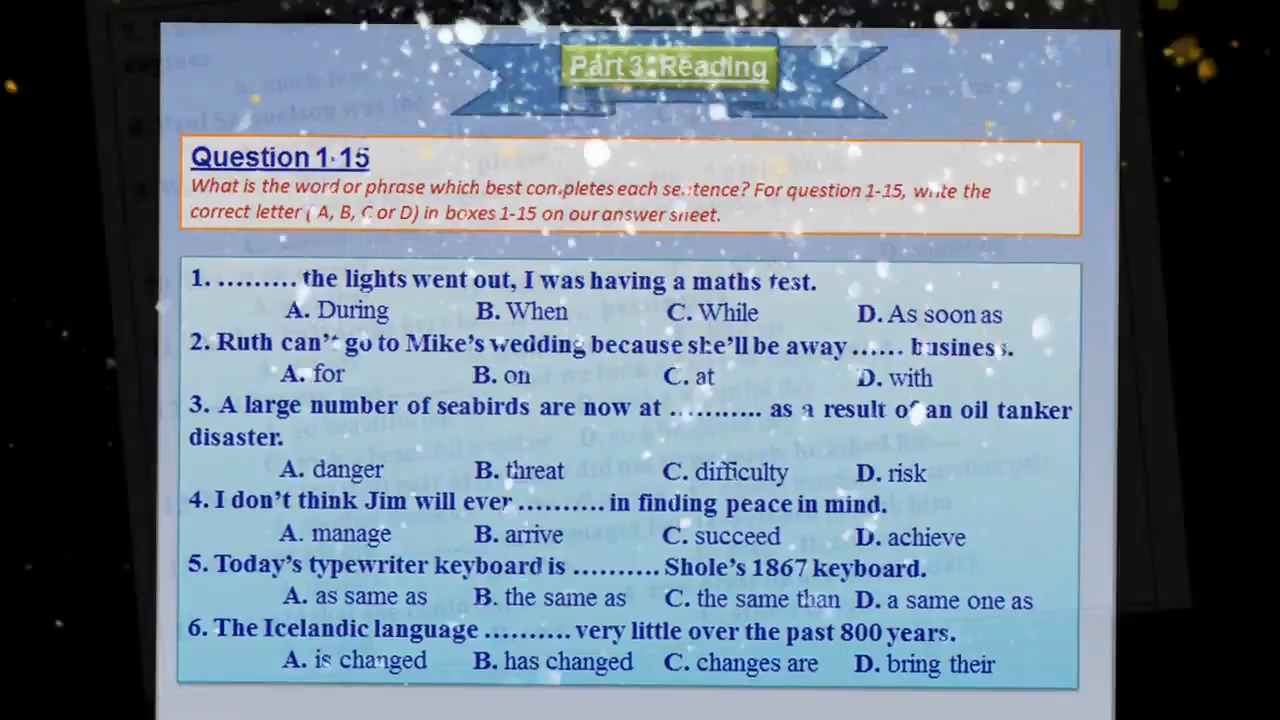 Part 3: Reading
Question 1-15
What is the word or phrase which best completes each sentence? For question 1-15, write the
correct letter ( A, B, C or D) in boxes 1-15 on our answer sheet.
1. ......... the lights went out, I was having a maths test.
A. During B. When C. While D. As soon as
2. Ruth can't go to Mike's wedding because she'll be away ...... business.
A. for B. on C. at D. with
3. A large number of seabirds are now at ........... as a result of an oil tanker
disaster.
A. danger B. threat C. difficulty D. risk
4. I don't think Jim will ever .......... in finding peace in mind.
A. manage B. arrive C. succeed D. achieve
5. Today's typewriter keyboard is .......... Shole's 1867 keyboard.
A. as same as B. the same as C. the same than D. a same one as
6. The Icelandic language .......... very little over the past 800 years.
A. is changed B. has changed C. changes are D. bring their